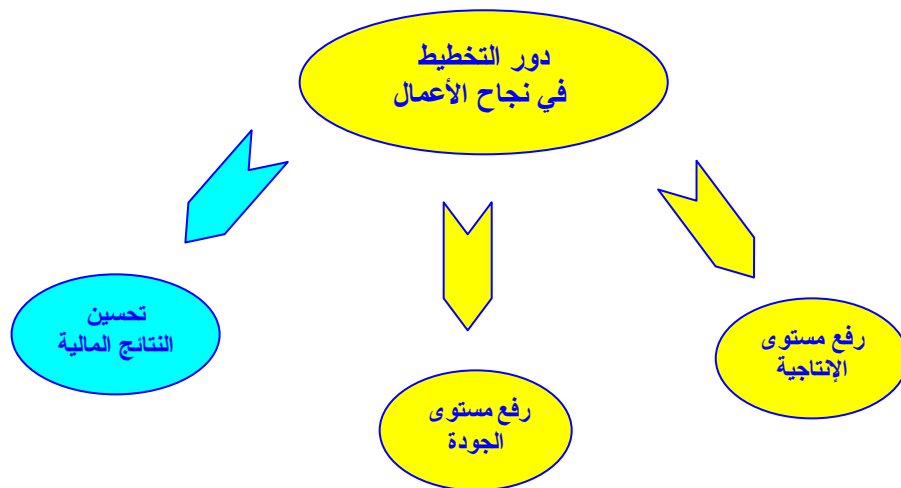 دور التخطيط
في نجاح الأعمال
رفع مستوى
الإنتاجية
رفع مستوى
الجودة
تحسين
النتائج المالية